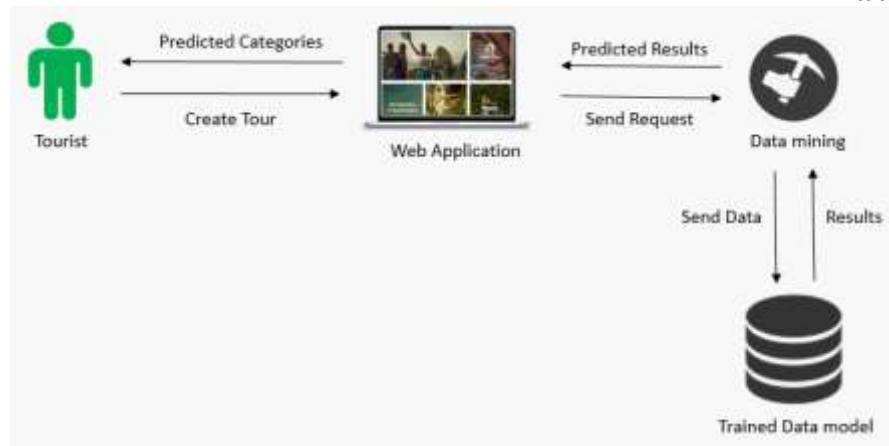 Predicted Categories
Create Tour
Tourist
Web Application
Predicted Results
Send Request
Data mining
Send Data
Results
Trained Data model